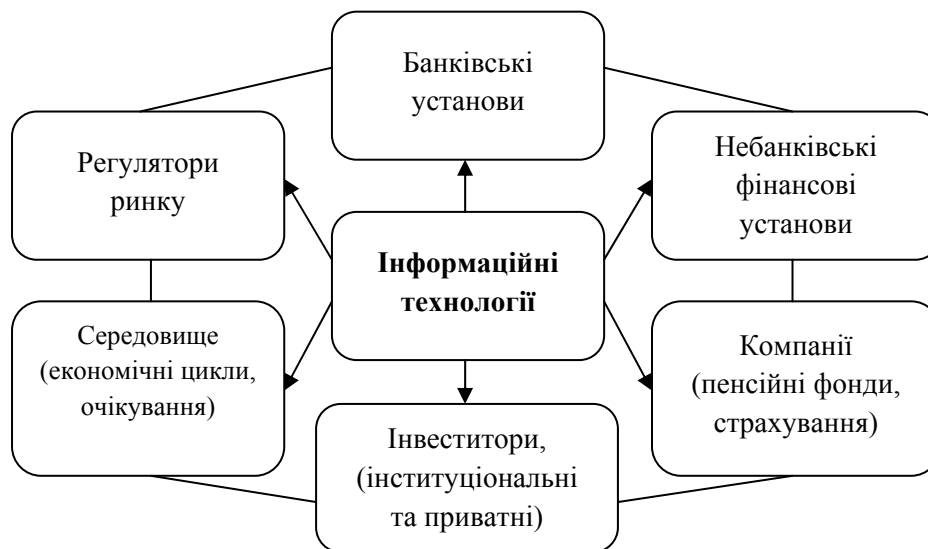 Банківські
установи
Регулятори
ринку
Небанківські
фінансові
установи
Інформаційні
технології
Середовище
(економічні цикли,
очікування)
Компанії
(пенсійні фонди,
страхування)
Інвеститори,
(інституціональні
та приватні)